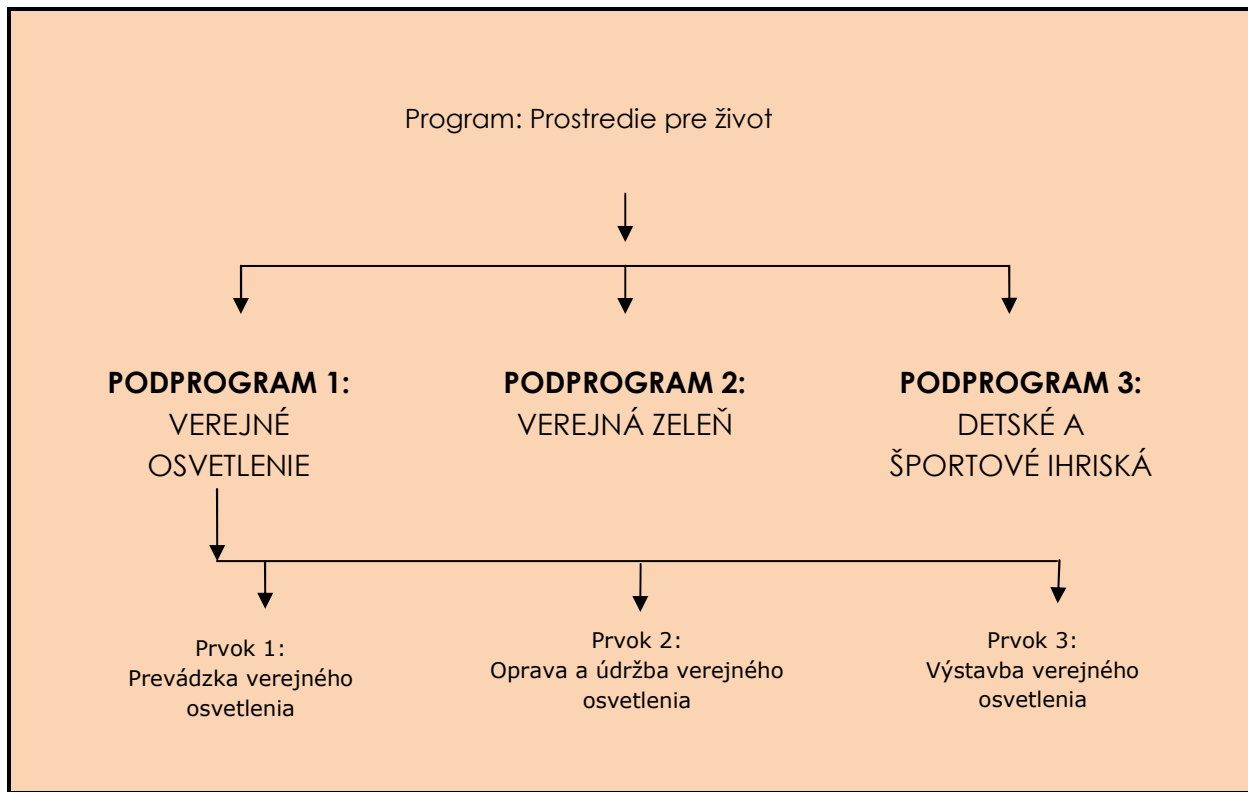 Program: Prostredie pre život
PODPROGRAM 1:
VEREJNÉ
OSVETLENIE
PODPROGRAM 2:
VEREJNÁ ZELEŇ
PODPROGRAM 3:
DETSKÉ A
ŠPORTOVÉ IHRISKÁ
Prvok 1:
Prevádzka verejného
osvetlenia
Prvok 2:
Oprava a údržba verejného
osvetlenia
Prvok 3:
Výstavba verejného
osvetlenia